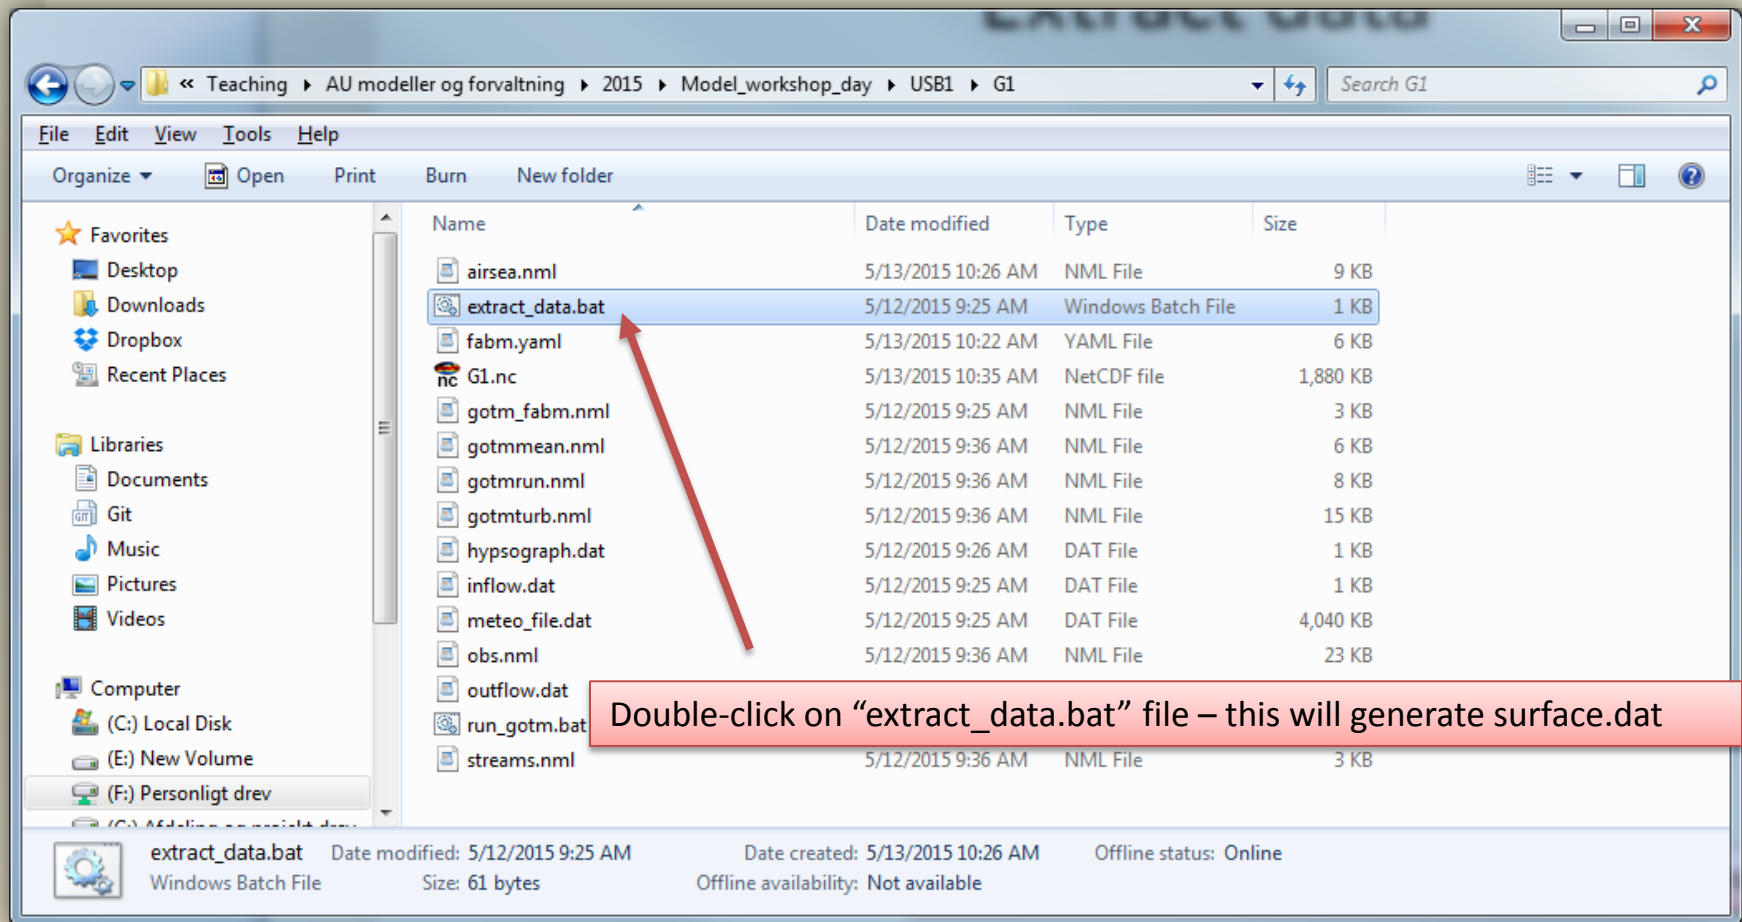 Extract data
« Teaching ▸ AU modeller og forvaltning ▸ 2015 ▸ Model_workshop_day ▸ USB1 ▸ G1
Search G1
File Edit View Tools Help
Organize Open Print Burn New folder
Name Date modified Type Size
Favorites
Desktop
Downloads
Dropbox
Recent Places
Libraries
Documents
Git
Music
Pictures
Videos
Computer
(C:) Local Disk
(E:) New Volume
(F:) Personligt drev
airsea.nml 5/13/2015 10:26 AM NML File 9 KB
extract_data.bat 5/12/2015 9:25 AM Windows Batch File 1 KB
fabm.yaml 5/13/2015 10:22 AM YAML File 6 KB
nc G1.nc 5/13/2015 10:35 AM NetCDF file 1,880 KB
gotm_fabm.nml 5/12/2015 9:25 AM NML File 3 KB
gotmmean.nml 5/12/2015 9:36 AM NML File 6 KB
gotmrun.nml 5/12/2015 9:36 AM NML File 8 KB
gotmturb.nml 5/12/2015 9:36 AM NML File 15 KB
hypsograph.dat 5/12/2015 9:26 AM DAT File 1 KB
inflow.dat 5/12/2015 9:25 AM DAT File 1 KB
meteo_file.dat 5/12/2015 9:25 AM DAT File 4,040 KB
obs.nml 5/12/2015 9:36 AM NML File 23 KB
outflow.dat
run_gotm.bat
streams.nml 5/12/2015 9:36 AM NML File 3 KB
Double-click on “extract_data.bat” file – this will generate surface.dat
extract_data.bat Date modified: 5/12/2015 9:25 AM Date created: 5/13/2015 10:26 AM Offline status: Online
Windows Batch File Size: 61 bytes Offline availability: Not available